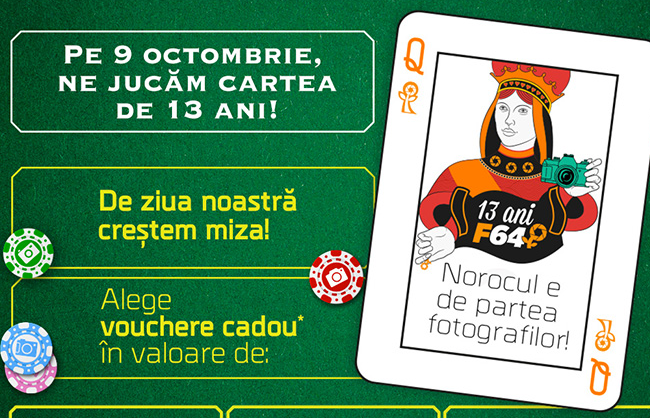 PE 9 OCTOMBRIE,
NE JUCĂM CARTEA
DE 13 ANI!
De ziua noastră
creștem miza!
Alege
vouchere cadou*
în valoare de:
Q
13 ani
F64
Norocul e
de partea
fotografilor!
Q